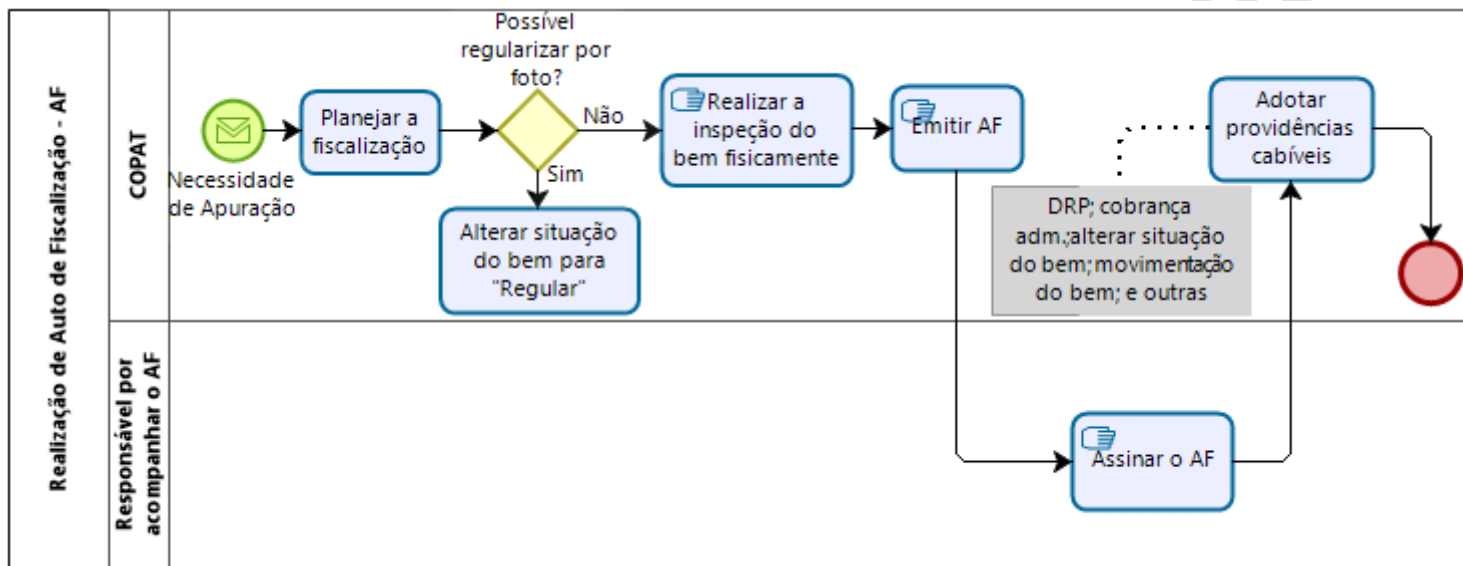 Realização de Auto de Fiscalização - AF
COPAT
Necessidade
de Apuração
Planejar a
fiscalização
Possível
regularizar por
foto?
Não
Sim
Alterar situação
do bem para
"Regular"
Realizar a
inspeção do
bem fisicamente
Emitir AF
Adotar
providências
cabíveis
DRP; cobrança
adm.;alterar situação
do bem; movimentação
do bem; e outras
Responsável por
acompanhar o AF
Assinar o AF